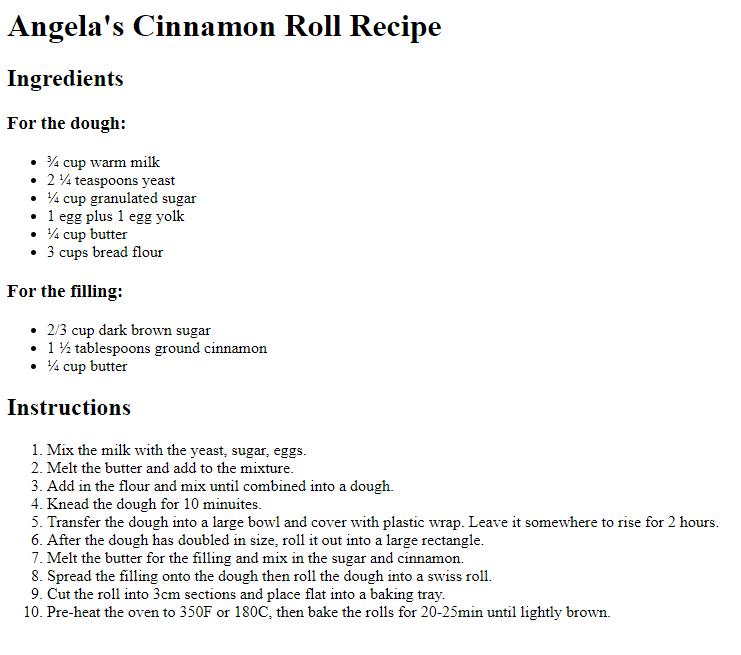 Angela's Cinnamon Roll Recipe
Ingredients
For the dough:
• ¾ cup warm milk
• 2 ¼ teaspoons yeast
• ¼ cup granulated sugar
• 1 egg plus 1 egg yolk
• ¼ cup butter
• 3 cups bread flour
For the filling:
• 2/3 cup dark brown sugar
• 1 ½ tablespoons ground cinnamon
• ¼ cup butter
Instructions
1. Mix the milk with the yeast, sugar, eggs.
2. Melt the butter and add to the mixture.
3. Add in the flour and mix until combined into a dough.
4. Knead the dough for 10 minuites.
5. Transfer the dough into a large bowl and cover with plastic wrap. Leave it somewhere to rise for 2 hours.
6. After the dough has doubled in size, roll it out into a large rectangle.
7. Melt the butter for the filling and mix in the sugar and cinnamon.
8. Spread the filling onto the dough then roll the dough into a swiss roll.
9. Cut the roll into 3cm sections and place flat into a baking tray.
10. Pre-heat the oven to 350F or 180C, then bake the rolls for 20-25min until lightly brown.